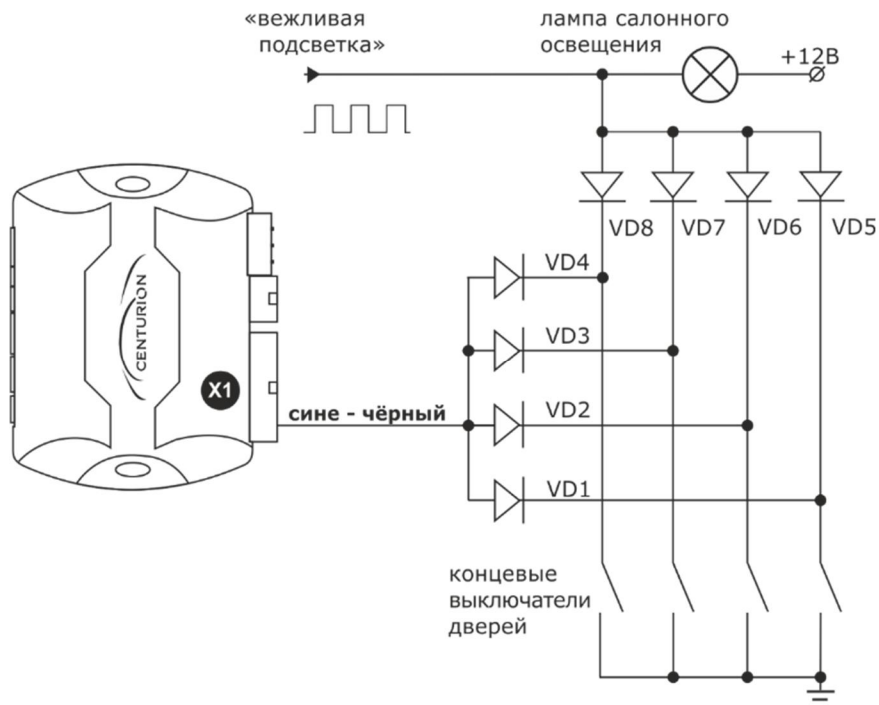 «вежливая
подсветка»
лампа салонного
освещения
+12В
VD8
VD7
VD6
VD5
VD4
VD3
VD2
VD1
CENTURION
X1
сине - чёрный
концевые
выключатели
дверей